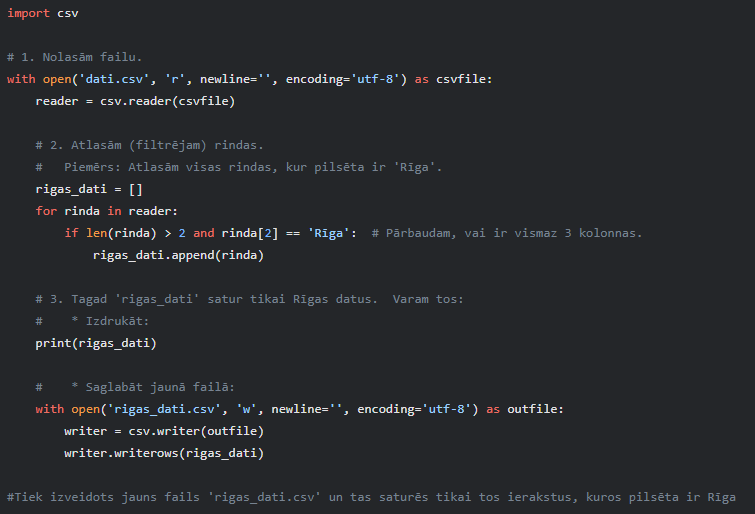 import csv

# 1. Nolasām failu.
with open('dati.csv', 'r', newline='', encoding='utf-8') as csvfile:
    reader = csv.reader(csvfile)

    # 2. Atlasām (filtrējam) rindas.
    #   Piemērs: Atlasām visas rindas, kur pilsēta ir 'Rīga'.
    rigas_dati = []
    for rinda in reader:
        if len(rinda) > 2 and rinda[2] == 'Rīga':  # Pārbaudam, vai ir vismaz 3 kolonnas.
            rigas_dati.append(rinda)

    # 3. Tagad 'rigas_dati' satur tikai Rīgas datus.  Varam tos:
    #    * Izdrukāt:
    print(rigas_dati)

    #    * Saglabāt jaunā failā:
    with open('rigas_dati.csv', 'w', newline='', encoding='utf-8') as outfile:
        writer = csv.writer(outfile)
        writer.writerows(rigas_dati)

#Tiek izveidots jauns fails 'rigas_dati.csv' un tas saturēs tikai tos ierakstus, kuros pilsēta ir Rīga